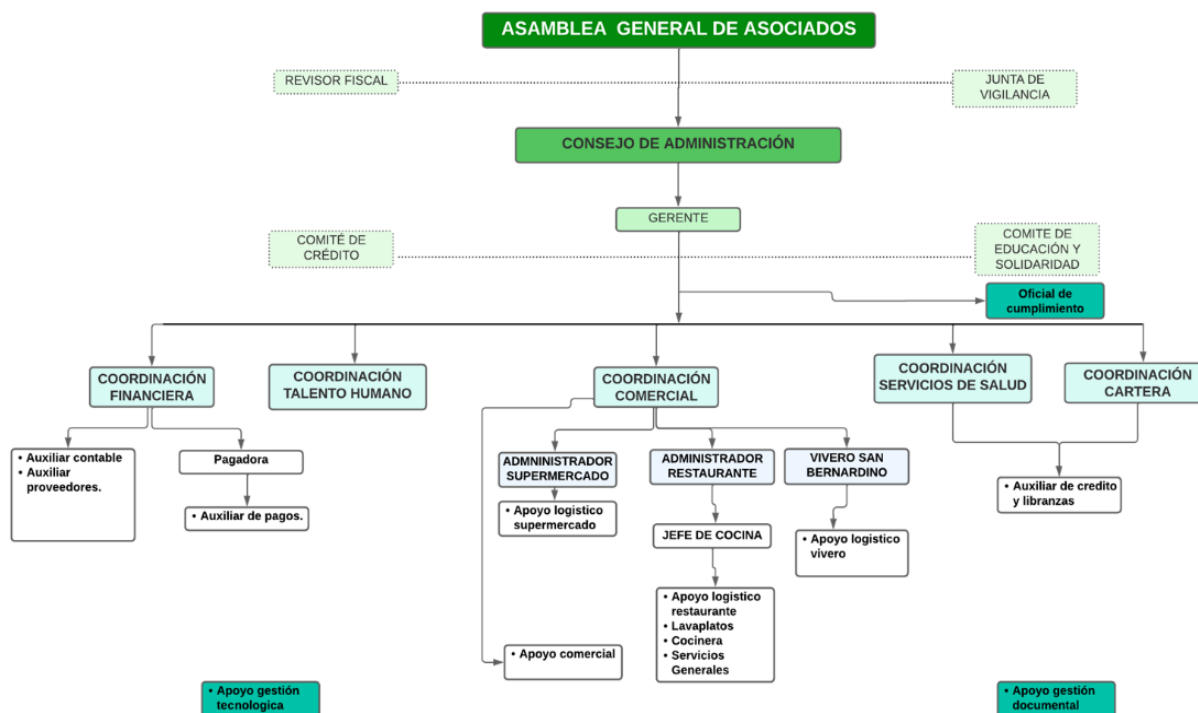 ASAMBLEA GENERAL DE ASOCIADOS
REVISOR FISCAL
JUNTA DE
VIGILANCIA
CONSEJO DE ADMINISTRACIÓN
GERENTE
COMITÉ DE
CRÉDITO
COMITE DE
EDUCACIÓN Y
SOLIDARIDAD
Oficial de
cumplimiento
COORDINACIÓN
FINANCIERA
COORDINACIÓN
TALENTO HUMANO
COORDINACIÓN
COMERCIAL
COORDINACIÓN
SERVICIOS DE SALUD
COORDINACIÓN
CARTERA
• Auxiliar contable
• Auxiliar
proveedores.
Pagadora
• Auxiliar de pagos.
ADMNINISTRADOR
SUPERMERCADO
• Apoyo logistico
supermercado
ADMINISTRADOR
RESTAURANTE
JEFE DE COCINA
• Apoyo logistico
restaurante
• Lavaplatos
• Cocinera
• Servicios
Generales
VIVERO SAN
BERNARDINO
• Apoyo logistico
vivero
• Auxiliar de credito
y libranzas
• Apoyo comercial
• Apoyo gestión
tecnologica
• Apoyo gestión
documental